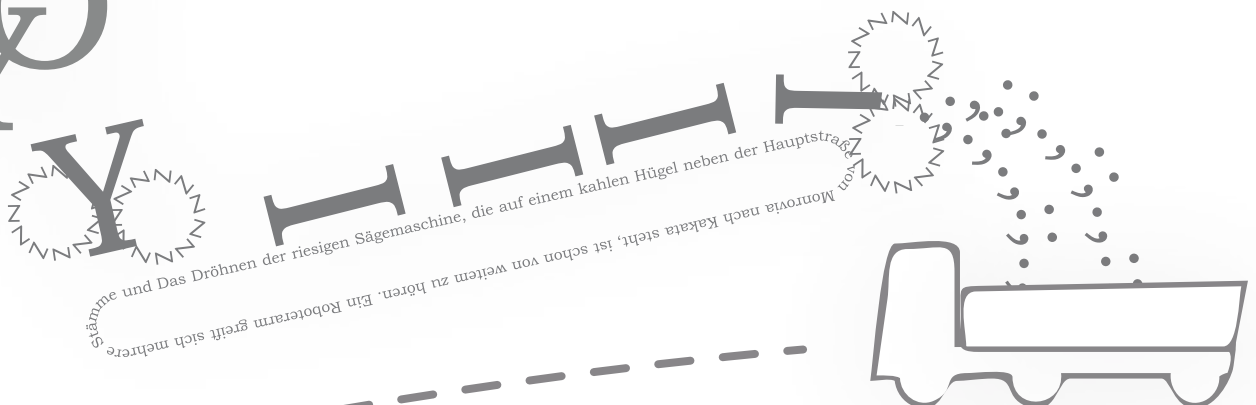 Y I I I I
und Das Dröhnen der riesigen Sägemaschine, die auf einem kahlen Hügel neben der Hauptstraße von
Monrovia nach Kakata steht, ist schon von weitem zu hören. Ein Roboterarm greift sich mehrere Stämme